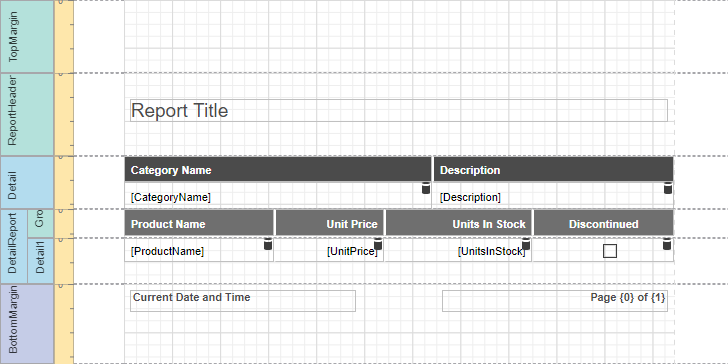 TopMargin
ReportHeader
Report Title
Detail
Category Name Description
[CategoryName] [Description]
DetailReport
Gro
Product Name Unit Price Units In Stock Discontinued
Detail1
[ProductName] [UnitPrice] [UnitsInStock]
BottomMargin
Current Date and Time Page {0} of {1}